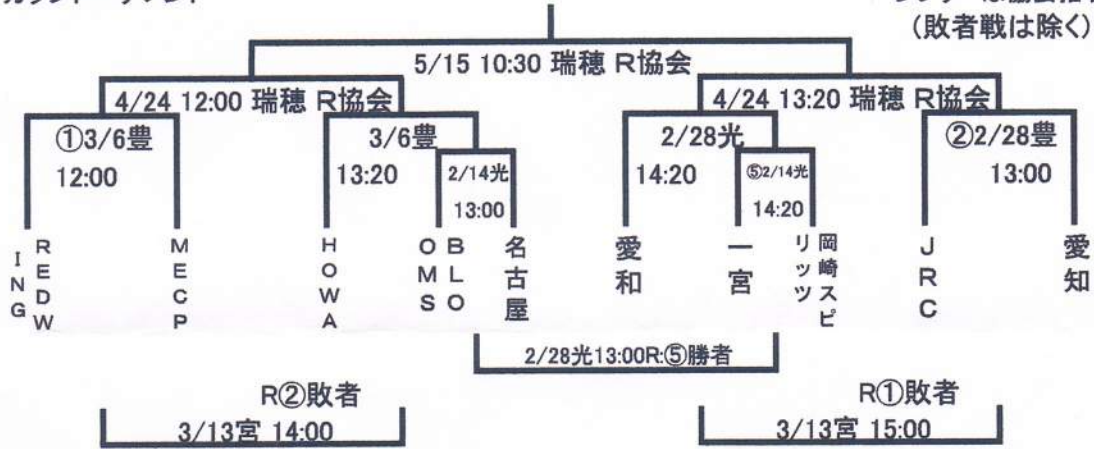 (敗者戦は除く)
5/15 10:30 瑞穂 R協会
4/24 12:00 瑞穂 R協会
4/24 13:20 瑞穂 R協会
①3/6豊
12:00
3/6豊
13:20
2/14光
13:00
2/28光
14:20
⑤2/14光
14:20
②2/28豊
13:00
REDWING
MECP
HOWA
BLOOMS
名古屋
愛和
一宮
岡崎スピリッツ
JRC
愛知
2/28光13:00R:⑤勝者
R②敗者
3/13宮 14:00
R①敗者
3/13宮 15:00